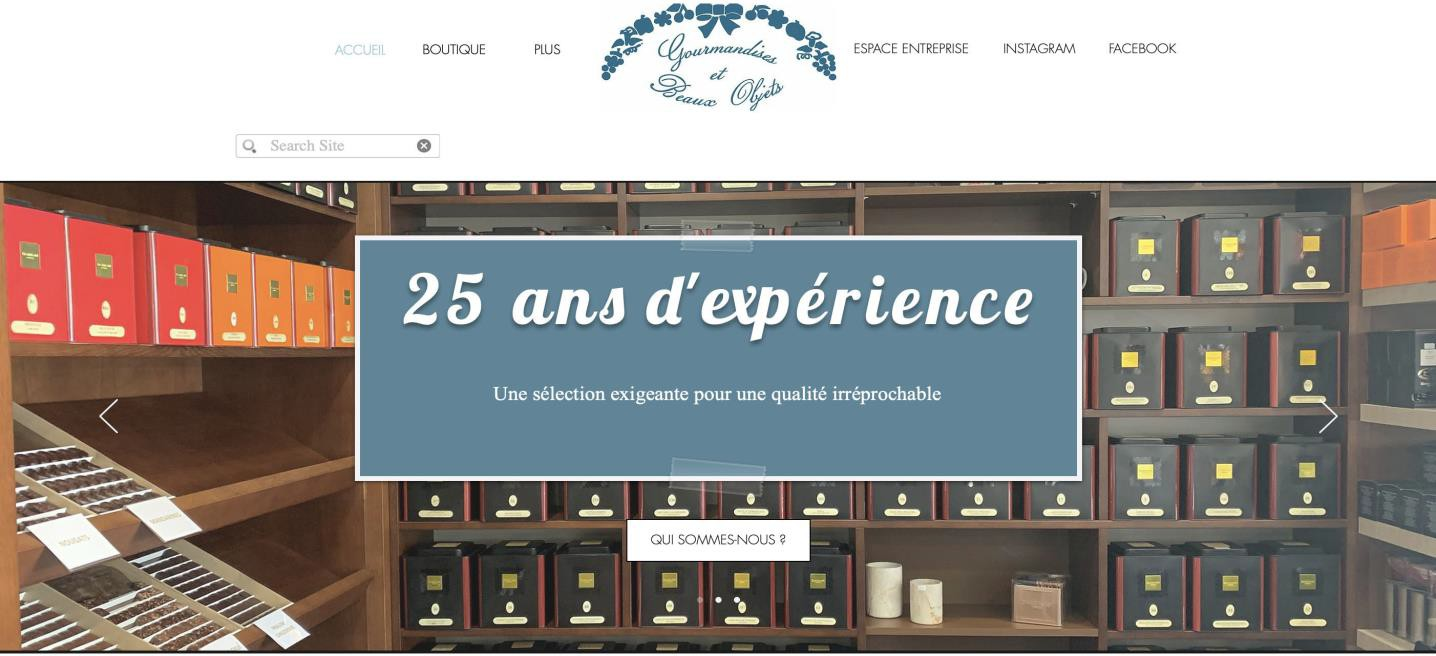 ACCUEIL
BOUTIQUE
PLUS
Gourmandises
et
Beaux Objets
ESPACE ENTREPRISE
INSTAGRAM
FACEBOOK
Search Site
25 ans d'expérience
Une sélection exigeante pour une qualité irréprochable
NOUGATS
QUI SOMMES-NOUS ?